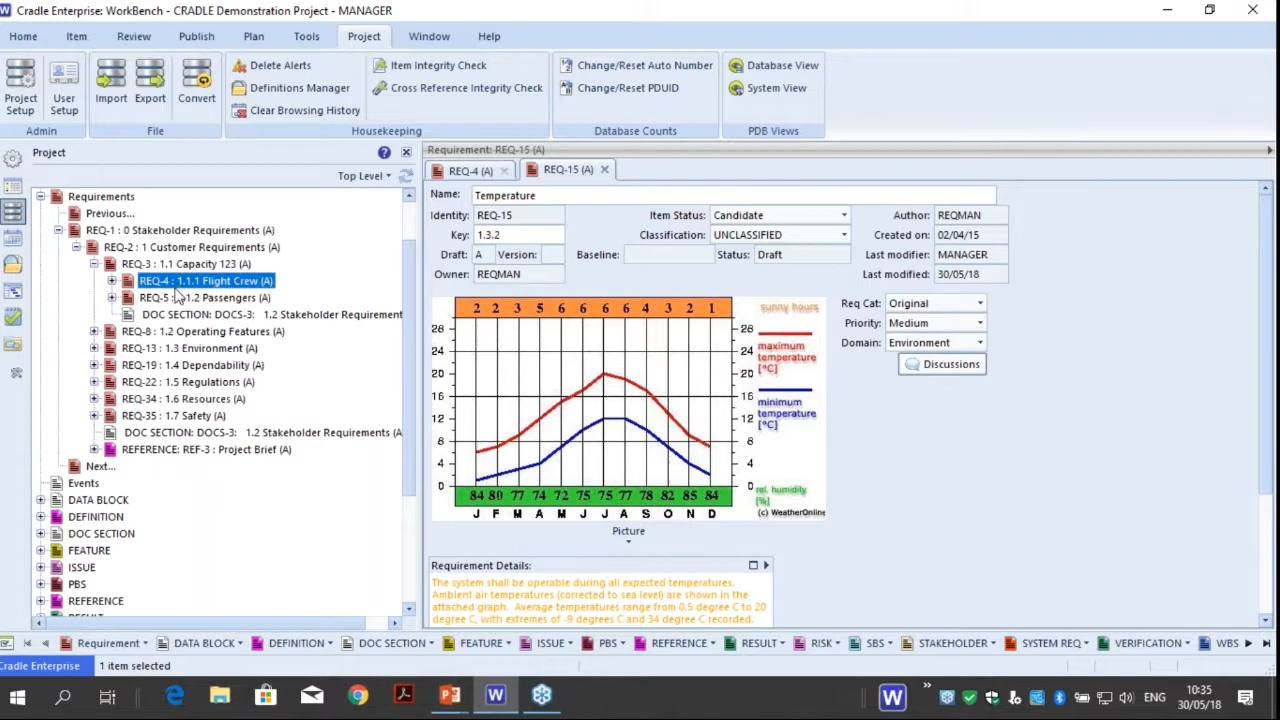 Cradle Enterprise: WorkBench - CRADLE Demonstration Project - MANAGER
Home Item Review Publish Plan Tools Project Window Help
Project Setup
User Setup
Import
Export
Convert
Delete Alerts
Definitions Manager
Clear Browsing History
Item Integrity Check
Cross Reference Integrity Check
Change/Reset Auto Number
Change/Reset PDUID
Database View
System View
Admin File Housekeeping Database Counts PDB Views
Project
Top Level
Requirements
Previous...
REQ-1 : 0 Stakeholder Requirements (A)
REQ-2 : 1 Customer Requirements (A)
REQ-3 : 1.1 Capacity 123 (A)
REQ-4 : 1.1.1 Flight Crew (A)
REQ-5 : 1.1.2 Passengers (A)
DOC SECTION: DOCS-3: 1.2 Stakeholder Requirement
REQ-8 : 1.2 Operating Features (A)
REQ-13 : 1.3 Environment (A)
REQ-19 : 1.4 Dependability (A)
REQ-22 : 1.5 Regulations (A)
REQ-34 : 1.6 Resources (A)
REQ-35 : 1.7 Safety (A)
DOC SECTION: DOCS-3: 1.2 Stakeholder Requirements (A
REFERENCE: REF-3 : Project Brief (A)
Next...
Events
DATA BLOCK
DEFINITION
DOC SECTION
FEATURE
ISSUE
PBS
REFERENCE
Requirement: REQ-15 (A)
REQ-4 (A) REQ-15 (A)
Name: Temperature
Identity: REQ-15 Item Status: Candidate Author: REQMAN
Key: 1.3.2 Classification: UNCLASSIFIED Created on: 02/04/15
Draft: A Version: Baseline: Status: Draft Last modifier: MANAGER
Owner: REQMAN Last modified: 30/05/18
Req Cat: Original
Priority: Medium
Domain: Environment
Discussions
2 2 3 5 6 6 7 6 5 3 2 1 sunny hours
28 28
24 24
20 20
16 16
12 12
8 8
4 4
0 0
maximum temperature [°C]
minimum temperature [°C]
84 80 77 74 72 75 75 77 78 82 85 84 rel. humidity [%]
J F M A M J J A S O N D (c) WeatherOnline
Picture
Requirement Details:
The system shall be operable during all expected temperatures.
Ambient air temperatures (corrected to sea level) are shown in the
attached graph. Average temperatures range from 0.5 degree C to 20
degree C, with extremes of -9 degrees C and 34 degree C recorded.
Requirement DATA BLOCK DEFINITION DOC SECTION FEATURE ISSUE PBS REFERENCE RESULT RISK SBS STAKEHOLDER SYSTEM REQ VERIFICATION WBS
Cradle Enterprise 1 item selected
ENG 10:35
30/05/18